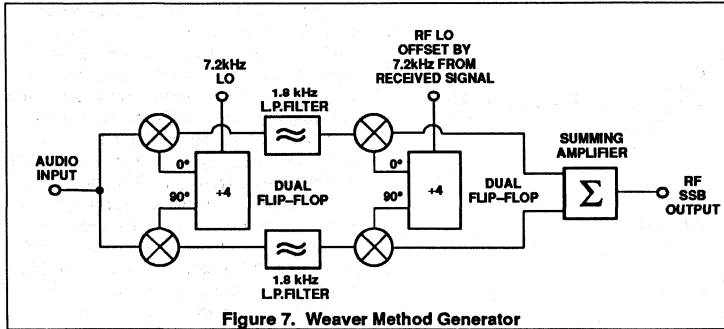 7.2kHz
LO
RF LO
OFFSET BY
7.2kHz FROM
RECEIVED SIGNAL
1.8 kHz
L.P.FILTER
AUDIO
INPUT
0°
90°
÷4
DUAL
FLIP–FLOP
0°
90°
÷4
DUAL
FLIP–FLOP
SUMMING
AMPLIFIER
Σ
RF
SSB
OUTPUT
1.8 kHz
L.P.FILTER
Figure 7. Weaver Method Generator